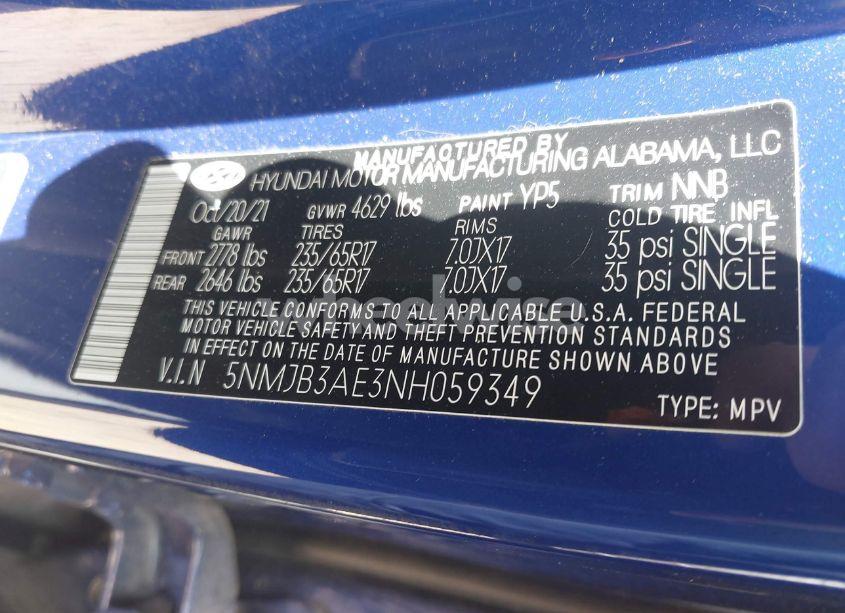 MANUFACTURED BY
HYUNDAI MOTOR MANUFACTURING ALABAMA, LLC
Oct/20/21 GVWR 4629 lbs PAINT YP5 TRIM NNB
GAWR TIRES RIMS COLD TIRE INFL
FRONT 2778 lbs 235/65R17 7.0JX17 35 psi SINGLE
REAR 2646 lbs 235/65R17 7.0JX17 35 psi SINGLE
THIS VEHICLE CONFORMS TO ALL APPLICABLE U.S.A. FEDERAL
MOTOR VEHICLE SAFETY AND THEFT PREVENTION STANDARDS
IN EFFECT ON THE DATE OF MANUFACTURE SHOWN ABOVE.
V.I.N 5NMJB3AE3NH059349
TYPE: MPV
wheelwise